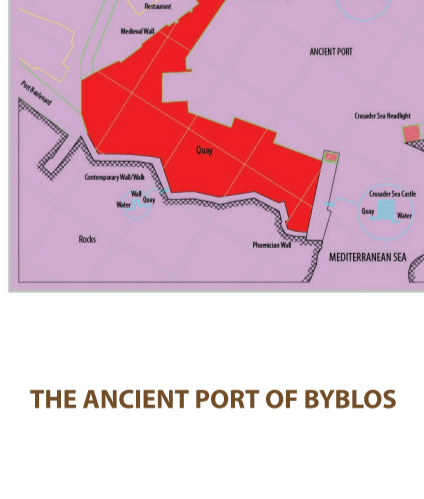 Restaurant
Medieval Wall
ANCIENT PORT
Port Boulevard
Crusader Sea Headlight
Quay
Contemporary Wall/Walk
Wall
Quay
Water
Crusader Sea Castle
Quay
Water
Rocks
Phoenician Wall
MEDITERRANEAN SEA
THE ANCIENT PORT OF BYBLOS